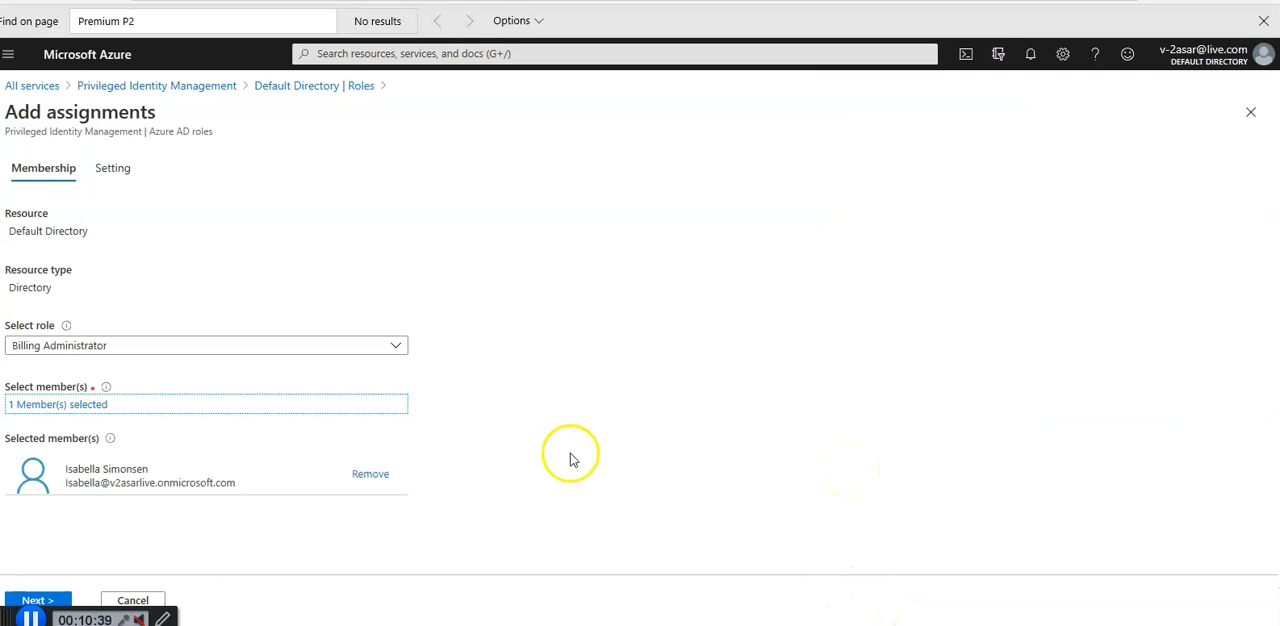 Find on page Premium P2 No results Options
Microsoft Azure Search resources, services, and docs (G+/) v-2asar@live.com
DEFAULT DIRECTORY
All services > Privileged Identity Management > Default Directory | Roles >
Add assignments
Privileged Identity Management | Azure AD roles
Membership Setting
Resource
Default Directory
Resource type
Directory
Select role
Billing Administrator
Select member(s) *
1 Member(s) selected
Selected member(s)
Isabella Simonsen
Isabella@v2asarlive.onmicrosoft.com
Remove
Next > Cancel
00:10:39